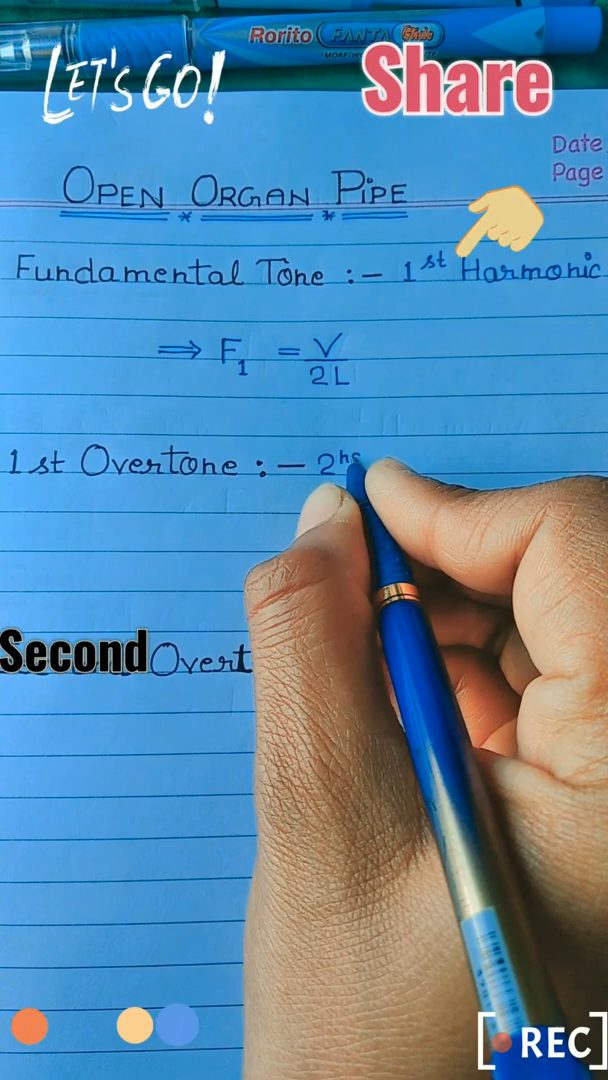 Rorito FANTA Glide
LET'S GO!
Share
Date
Page
OPEN ORGAN PIPE
Fundamental Tone :- 1st Harmonic
⇒ F₁ = V/2L
1st Overtone :- 2
Second Overt
REC